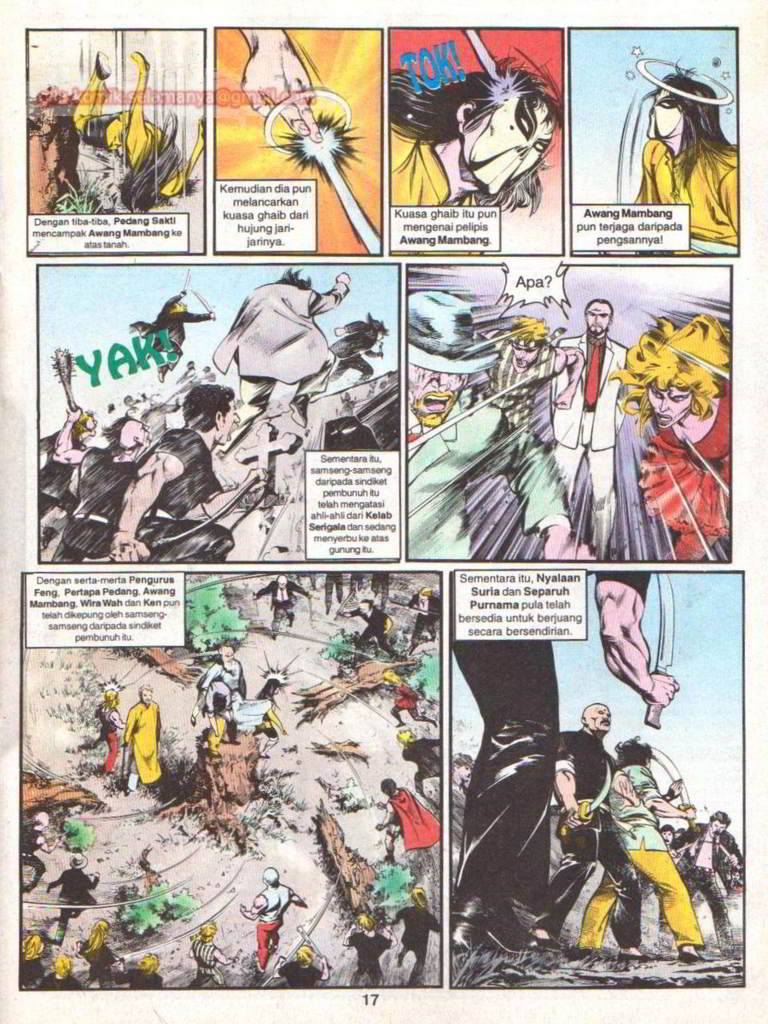 komikselamanya@gmail.com
Dengan tiba-tiba, Pedang Sakti
mencampak Awang Mambang ke
atas tanah.
Kemudian dia pun
melancarkan
kuasa ghaib dari
hujung jari-
jarinya.
TOK!
Kuasa ghaib itu pun
mengenai pelipis
Awang Mambang.
Awang Mambang
pun terjaga daripada
pengsannya!
YAK!
Sementara itu,
samseng-samseng
daripada sindiket
pembunuh itu
telah mengatasi
ahli-ahli dari Kelab
Serigala dan sedang
menyerbu ke atas
gunung itu.
Apa?
Dengan serta-merta Pengurus
Feng, Pertapa Pedang, Awang
Mambang, Wira Wah dan Ken pun
telah dikepung oleh samseng-
samseng daripada sindiket
pembunuh itu.
Sementara itu, Nyalaan
Suria dan Separuh
Purnama pula telah
bersedia untuk berjuang
secara bersendirian.
17